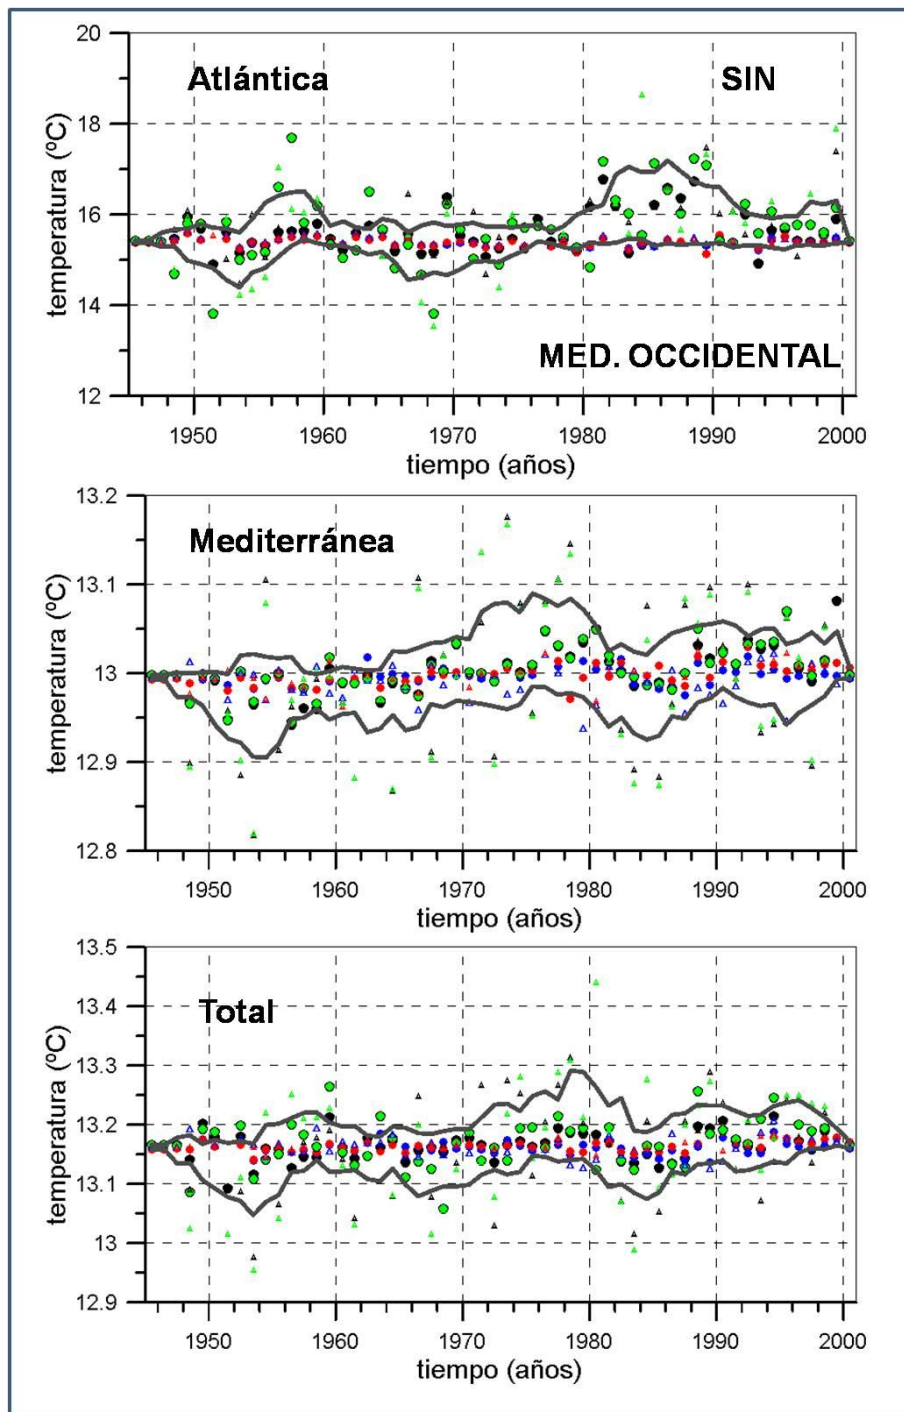 20
Atlántica SIN
18
temperatura (ºC)
16
14
MED. OCCIDENTAL
12
1950 1960 1970 1980 1990 2000
tiempo (años)
13.2
Mediterránea
13.1
temperatura (ºC)
13
12.9
12.8
1950 1960 1970 1980 1990 2000
tiempo (años)
13.5
13.4
Total
temperatura (ºC)
13.3
13.2
13.1
13
12.9
1950 1960 1970 1980 1990 2000
tiempo (años)